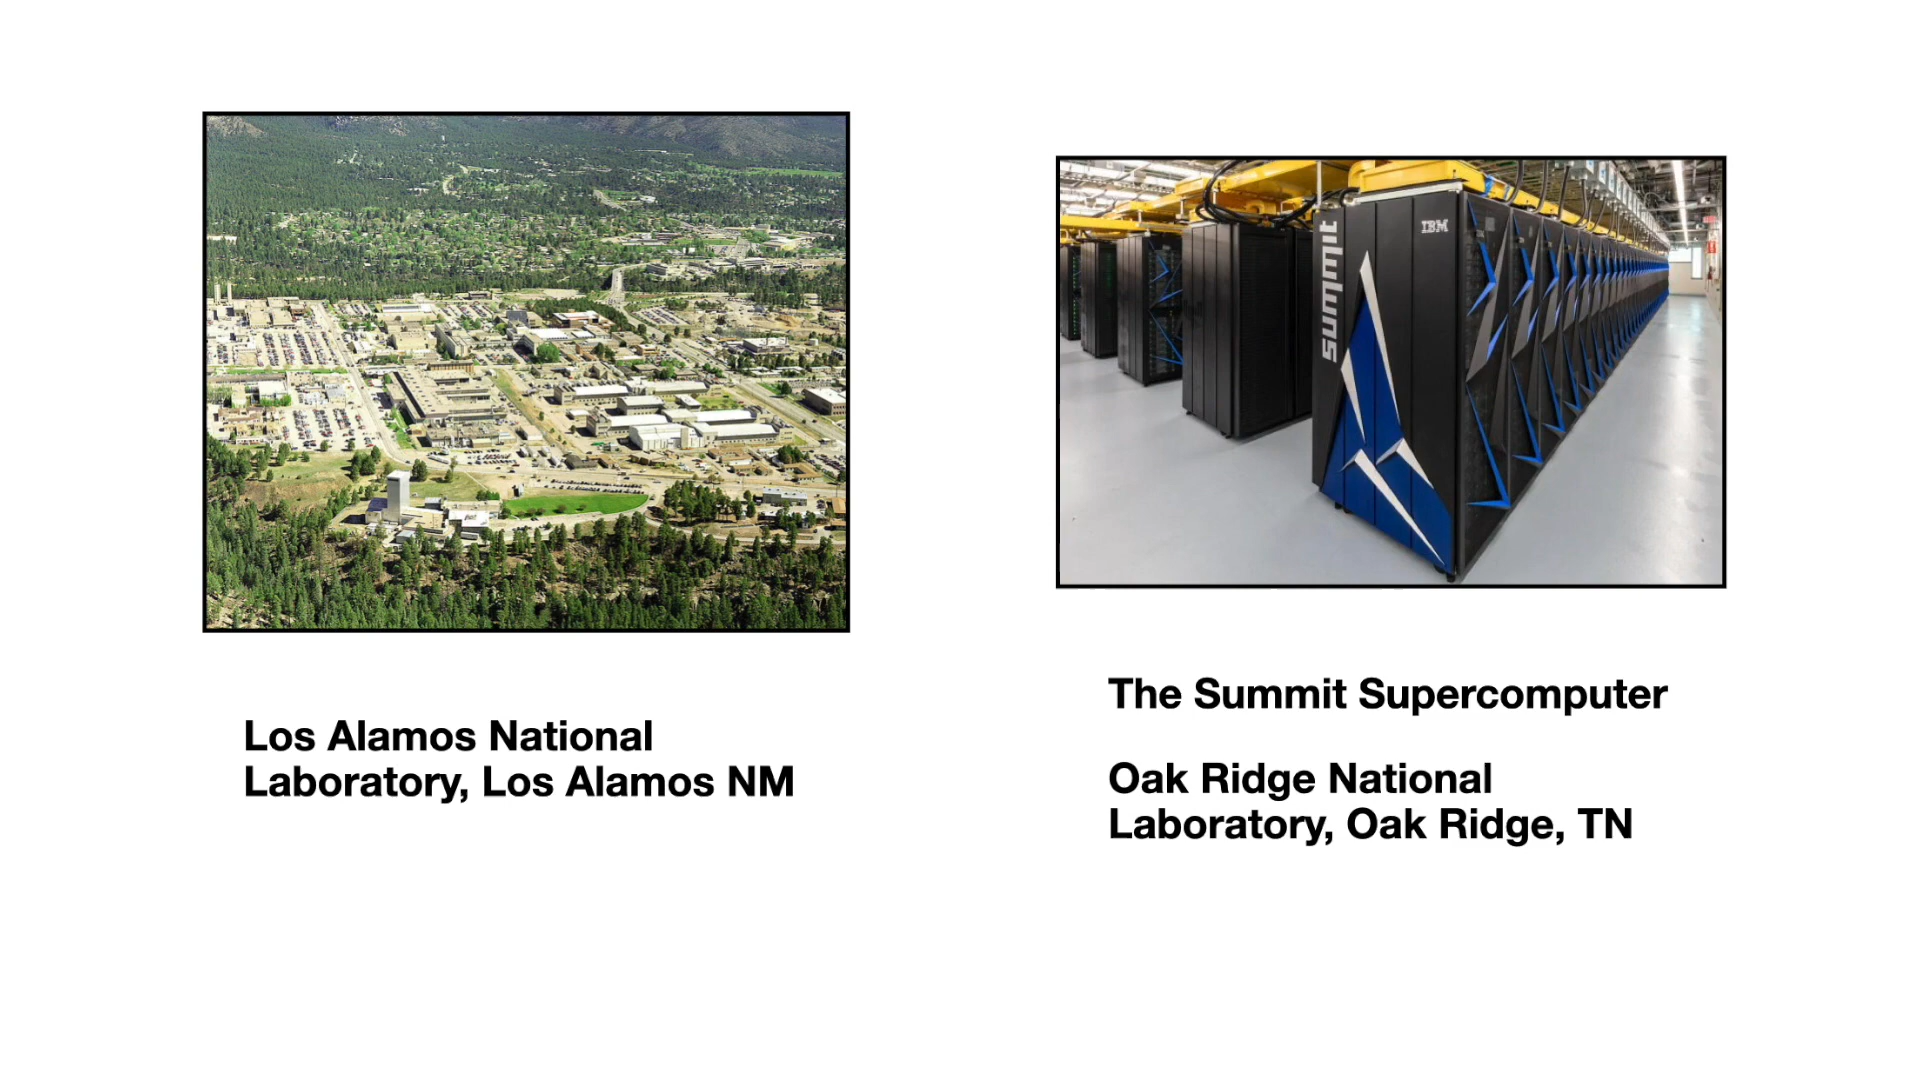 Los Alamos National
Laboratory, Los Alamos NM
summit
IBM
The Summit Supercomputer
Oak Ridge National
Laboratory, Oak Ridge, TN